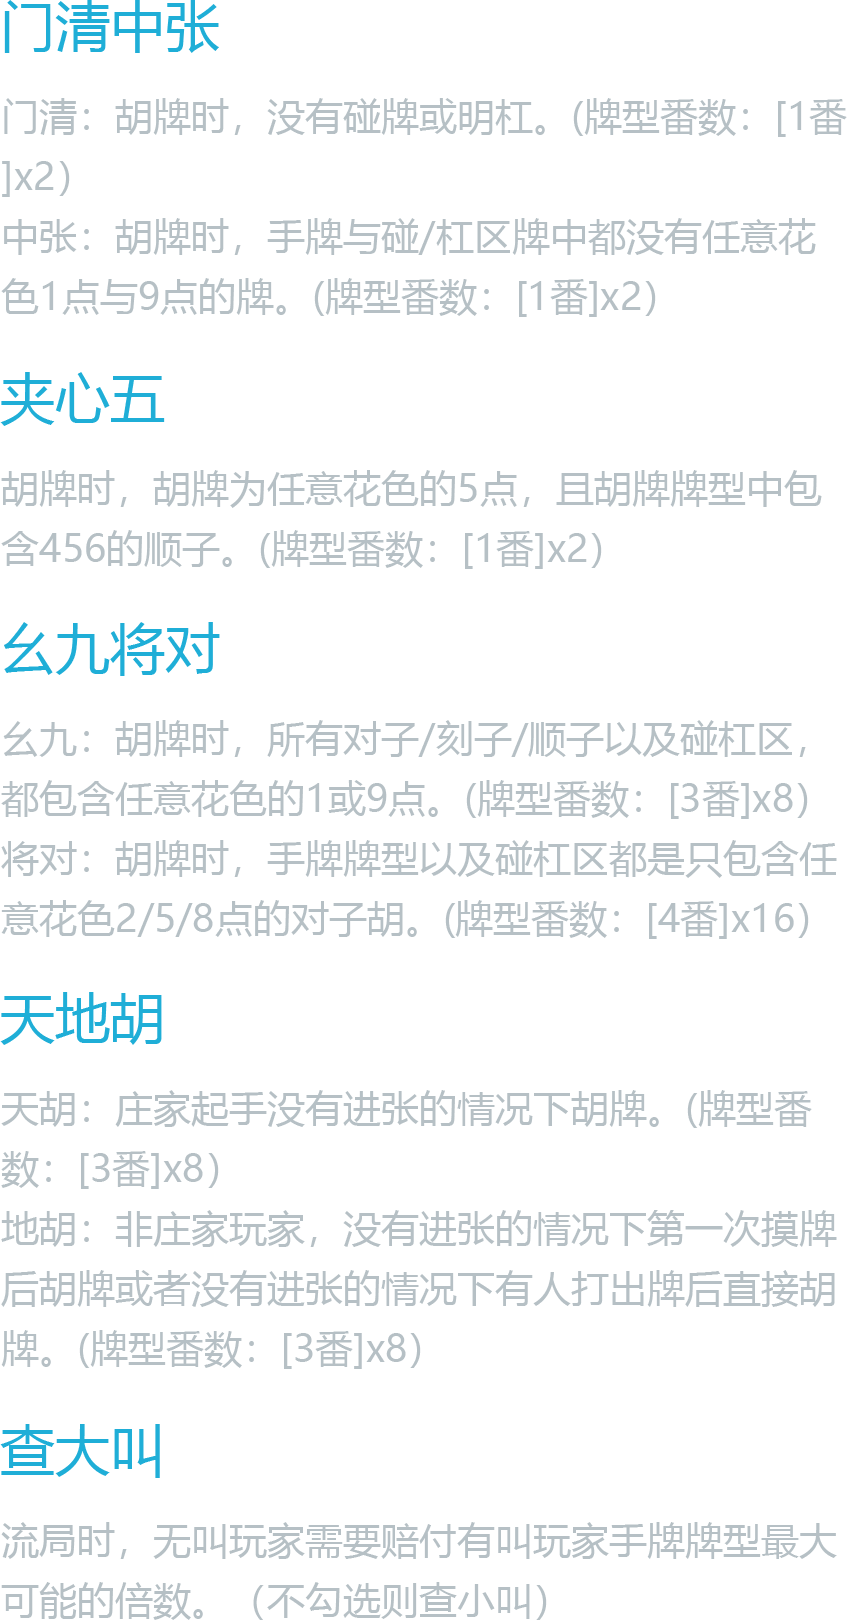 门清中张
门清：胡牌时，没有碰牌或明杠。(牌型番数：[1番
]x2)
中张：胡牌时，手牌与碰/杠区牌中都没有任意花
色1点与9点的牌。(牌型番数：[1番]x2)
夹心五
胡牌时，胡牌为任意花色的5点，且胡牌牌型中包
含456的顺子。(牌型番数：[1番]x2)
幺九将对
幺九：胡牌时，所有对子/刻子/顺子以及碰杠区，
都包含任意花色的1或9点。(牌型番数：[3番]x8)
将对：胡牌时，手牌牌型以及碰杠区都是只包含任
意花色2/5/8点的对子胡。(牌型番数：[4番]x16)
天地胡
天胡：庄家起手没有进张的情况下胡牌。(牌型番
数：[3番]x8)
地胡：非庄家玩家，没有进张的情况下第一次摸牌
后胡牌或者没有进张的情况下有人打出牌后直接胡
牌。(牌型番数：[3番]x8)
查大叫
流局时，无叫玩家需要赔付有叫玩家手牌牌型最大
可能的倍数。（不勾选则查小叫）